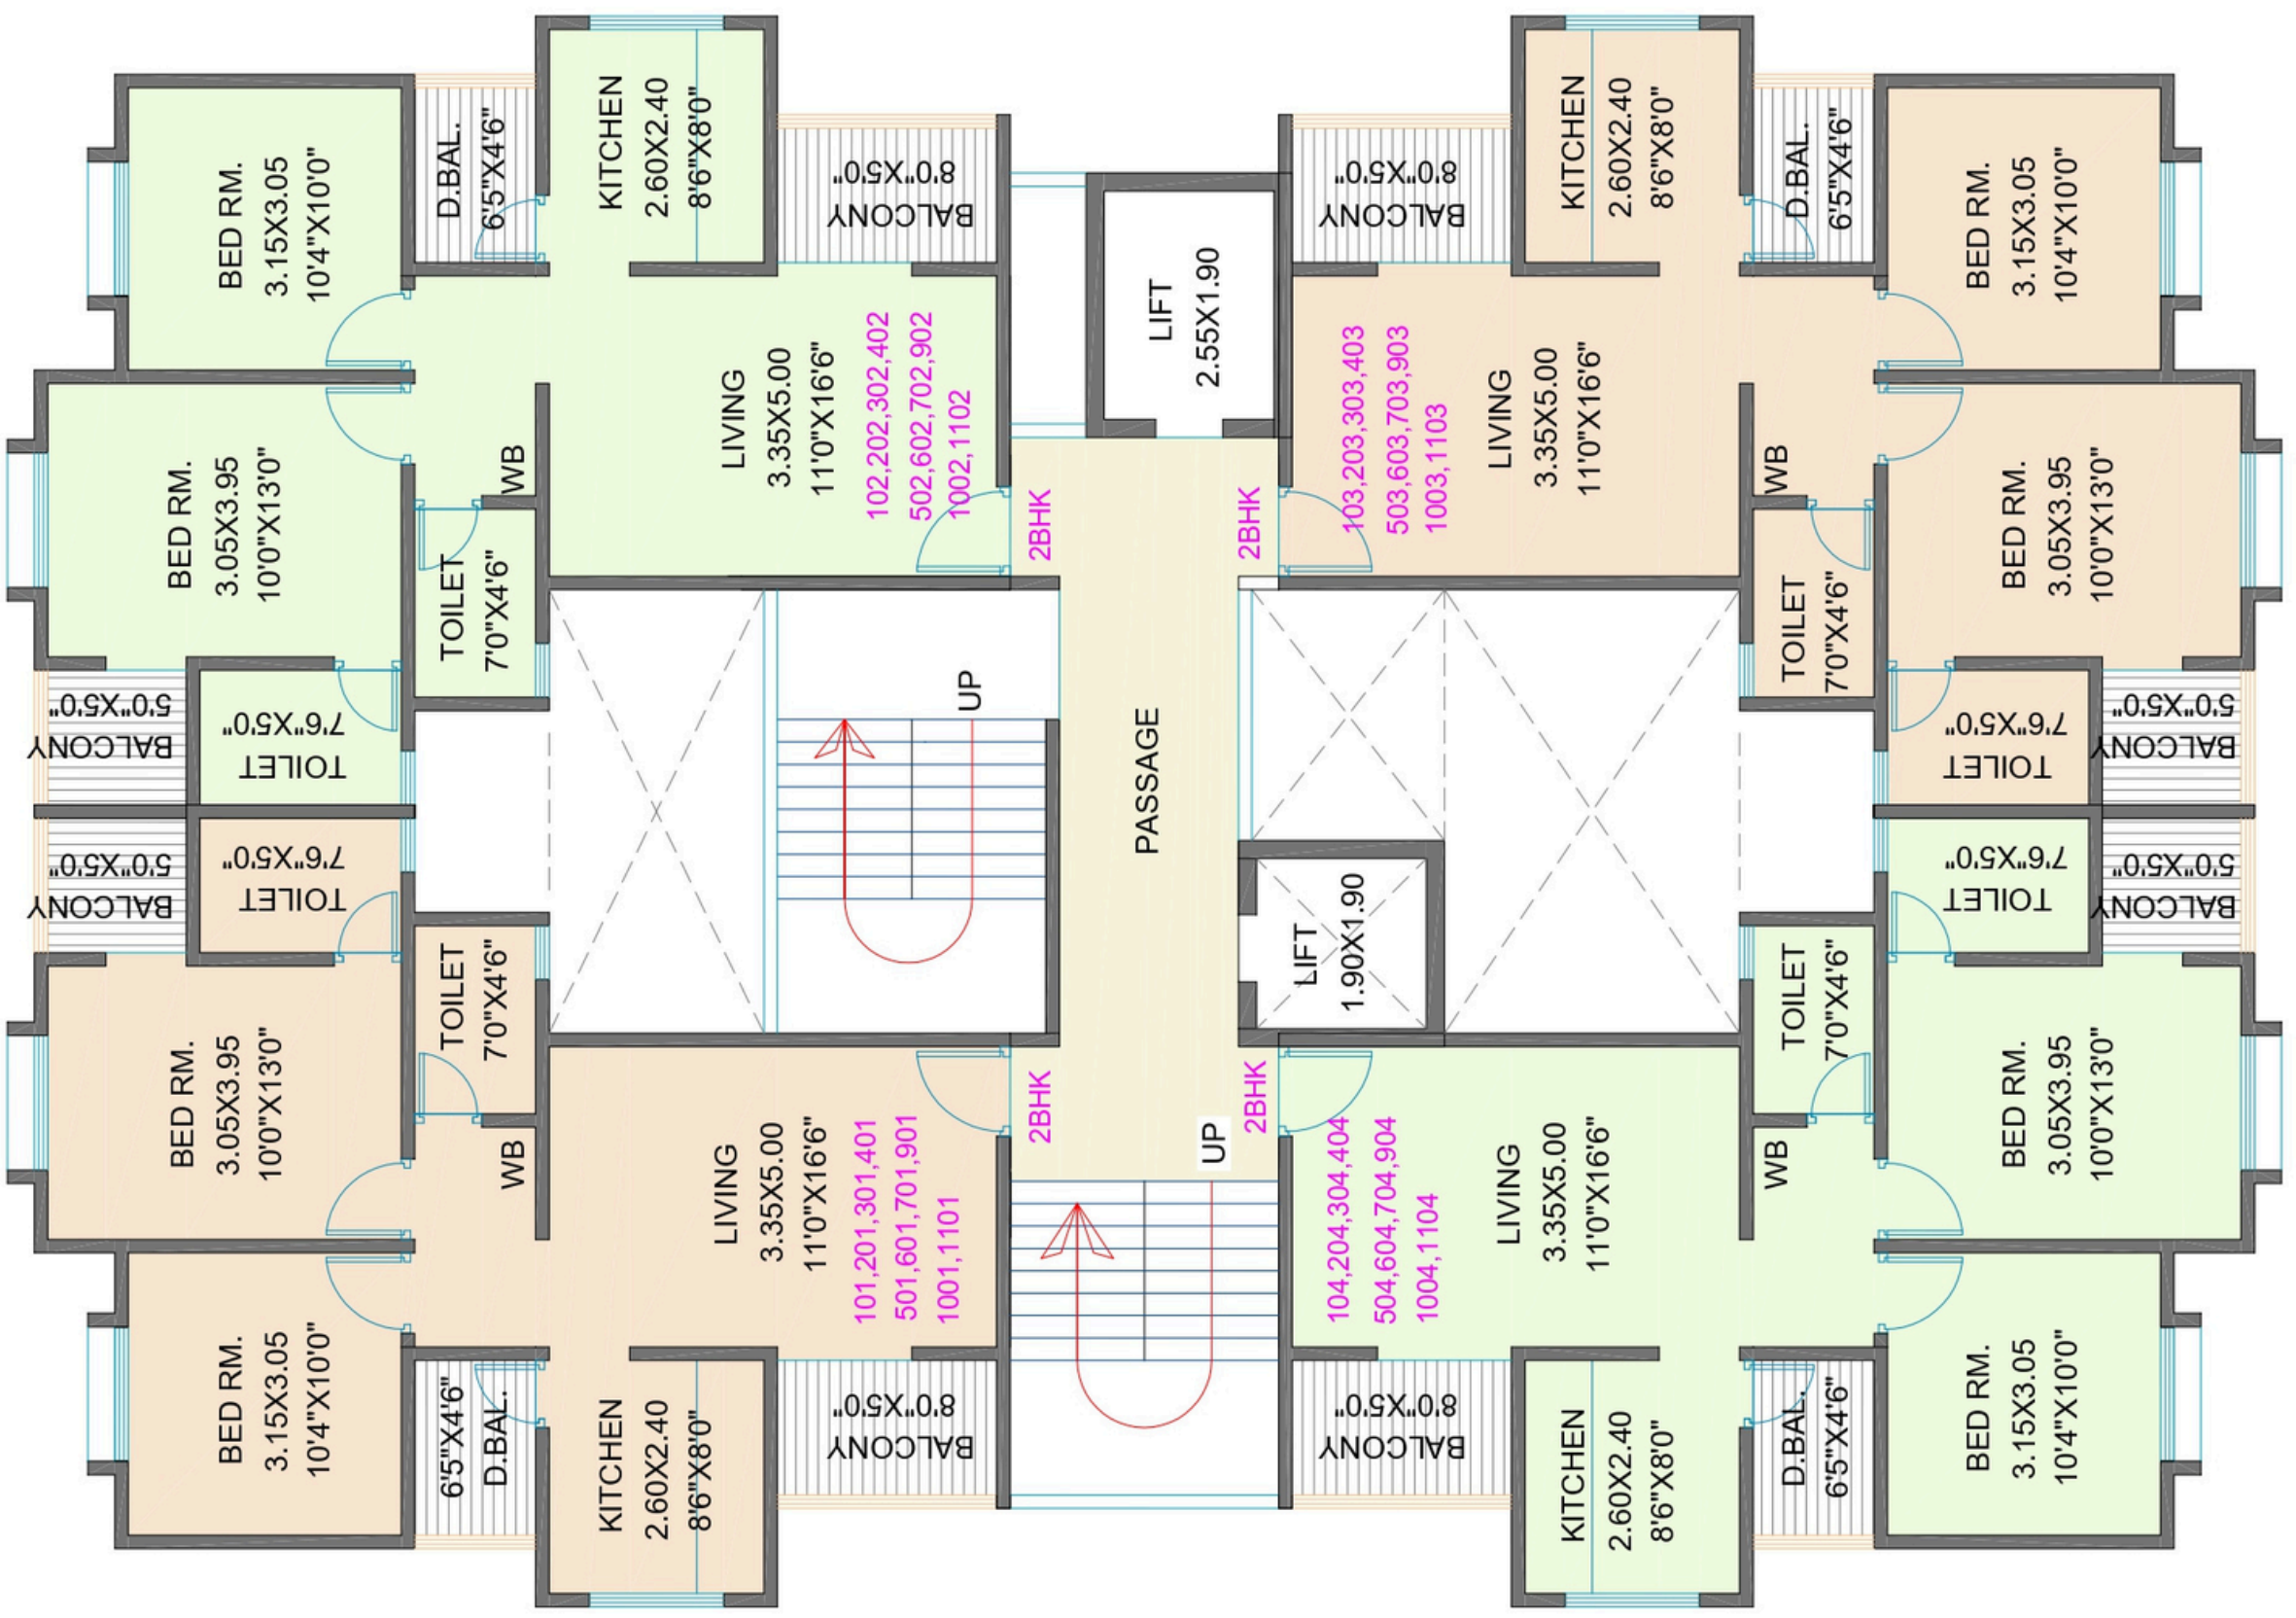 BED RM.
3.15X3.05
10'4"X10'0"
D.BAL.
6'5"X4'6"
KITCHEN
2.60X2.40
8'6"X8'0"
BALCONY
8'0"X5'0"
LIFT
2.55X1.90
BALCONY
8'0"X5'0"
KITCHEN
2.60X2.40
8'6"X8'0"
D.BAL.
6'5"X4'6"
BED RM.
3.15X3.05
10'4"X10'0"
BED RM.
3.05X3.95
10'0"X13'0"
WB
TOILET
7'0"X4'6"
LIVING
3.35X5.00
11'0"X16'6"
102,202,302,402
502,602,702,902
1002,1102
2BHK
2BHK
103,203,303,403
503,603,703,903
1003,1103
LIVING
3.35X5.00
11'0"X16'6"
WB
TOILET
7'0"X4'6"
BED RM.
3.05X3.95
10'0"X13'0"
BALCONY
5'0"X5'0"
TOILET
7'6"X5'0"
UP
PASSAGE
TOILET
7'6"X5'0"
BALCONY
5'0"X5'0"
BALCONY
5'0"X5'0"
TOILET
7'6"X5'0"
LIFT
1.90X1.90
TOILET
7'6"X5'0"
BALCONY
5'0"X5'0"
BED RM.
3.05X3.95
10'0"X13'0"
TOILET
7'0"X4'6"
WB
LIVING
3.35X5.00
11'0"X16'6"
101,201,301,401
501,601,701,901
1001,1101
2BHK
UP
2BHK
104,204,304,404
504,604,704,904
1004,1104
LIVING
3.35X5.00
11'0"X16'6"
TOILET
7'0"X4'6"
WB
BED RM.
3.05X3.95
10'0"X13'0"
BED RM.
3.15X3.05
10'4"X10'0"
6'5"X4'6"
D.BAL.
KITCHEN
2.60X2.40
8'6"X8'0"
BALCONY
8'0"X5'0"
BALCONY
8'0"X5'0"
KITCHEN
2.60X2.40
8'6"X8'0"
D.BAL.
6'5"X4'6"
BED RM.
3.15X3.05
10'4"X10'0"